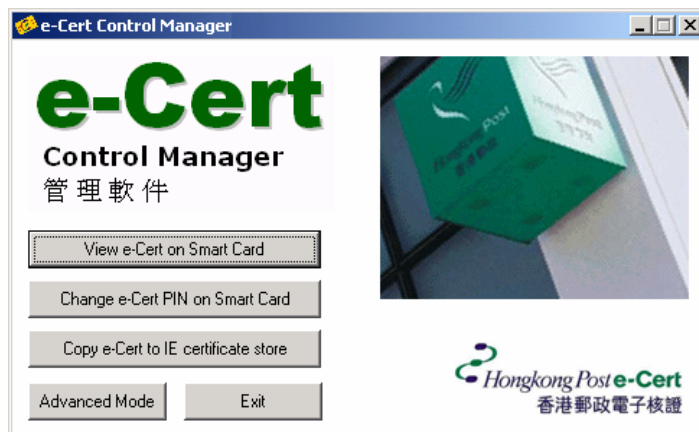 e-Cert Control Manager
e-Cert
Control Manager
管理軟件
View e-Cert on Smart Card
Change e-Cert PIN on Smart Card
Copy e-Cert to IE certificate store
Advanced Mode
Exit
Hongkong Post
Hongkong Post e-Cert
香港郵政電子核證